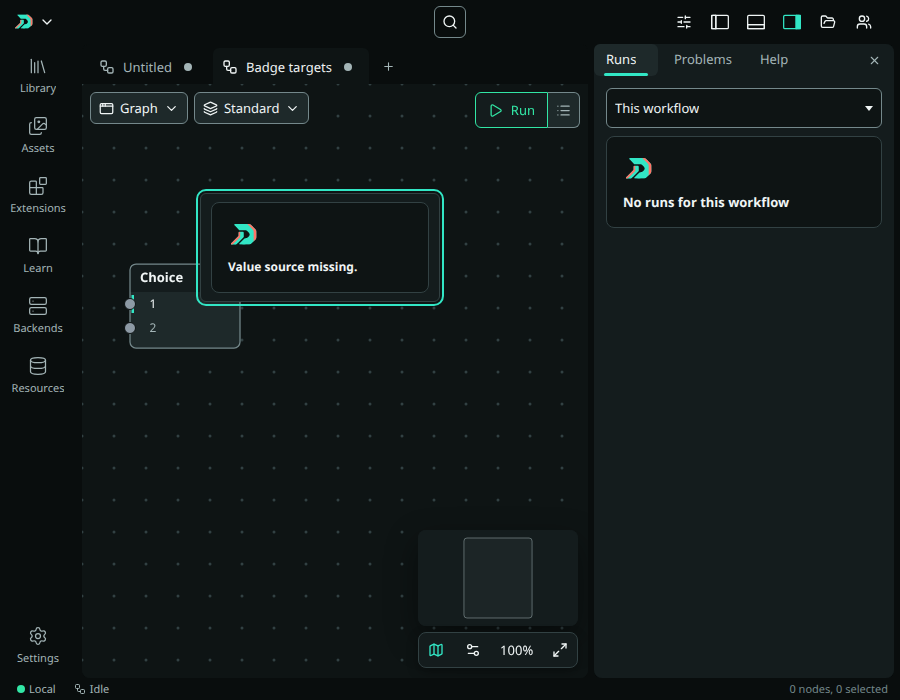 Untitled
Badge targets
Runs
Problems
Help
Library
Assets
Extensions
Learn
Backends
Resources
Settings
Graph
Standard
Run
This workflow
No runs for this workflow
Value source missing.
Choice
1
2
100%
Local
Idle
0 nodes, 0 selected